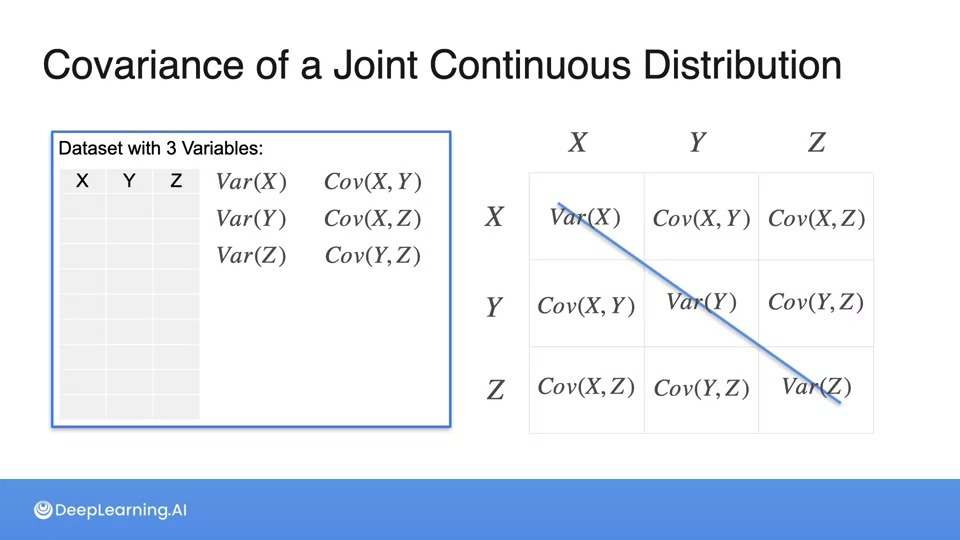 Covariance of a Joint Continuous Distribution
Dataset with 3 Variables:
X Y Z
Var(X) Cov(X, Y)
Var(Y) Cov(X, Z)
Var(Z) Cov(Y, Z)
X Y Z
X Var(X) Cov(X, Y) Cov(X, Z)
Y Cov(X, Y) Var(Y) Cov(Y, Z)
Z Cov(X, Z) Cov(Y, Z) Var(Z)
DeepLearning.AI